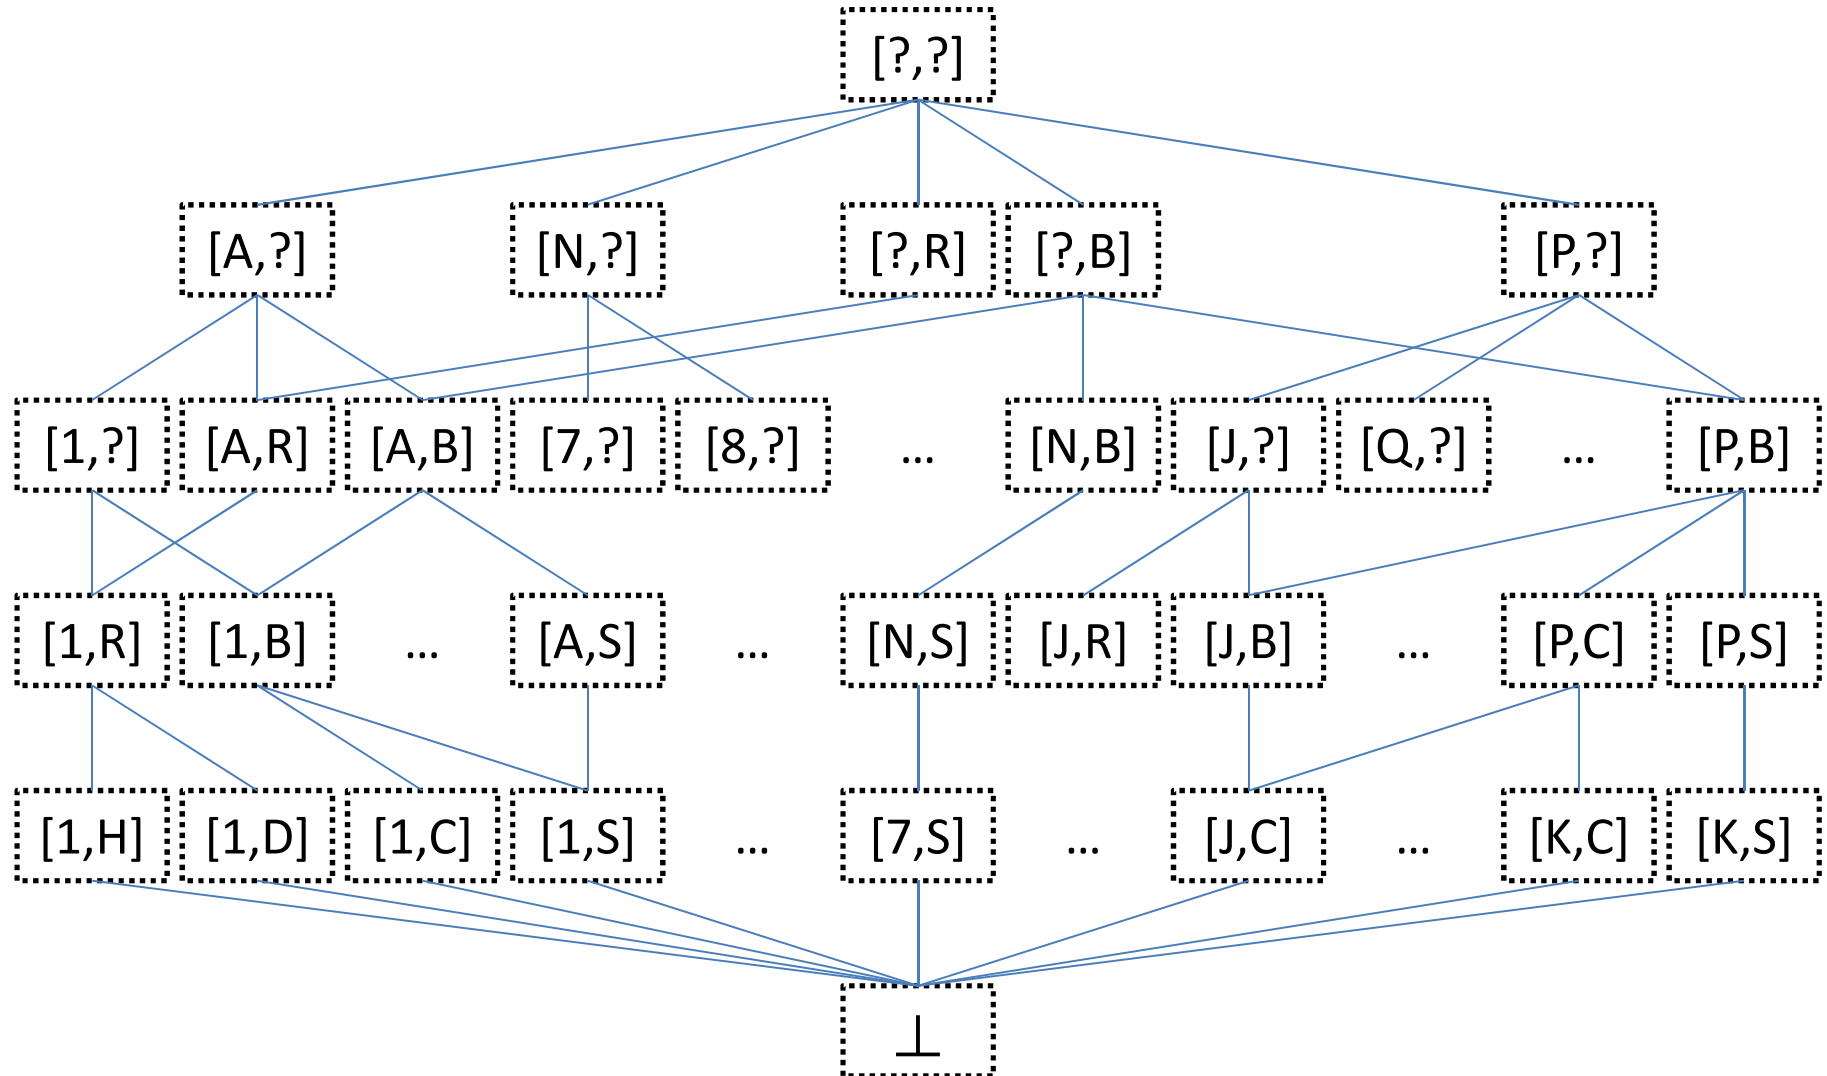 [?,?]
[A,?] [N,?] [?,R] [?,B] [P,?]
[1,?] [A,R] [A,B] [7,?] [8,?] ... [N,B] [J,?] [Q,?] ... [P,B]
[1,R] [1,B] ... [A,S] ... [N,S] [J,R] [J,B] ... [P,C] [P,S]
[1,H] [1,D] [1,C] [1,S] ... [7,S] ... [J,C] ... [K,C] [K,S]
⊥